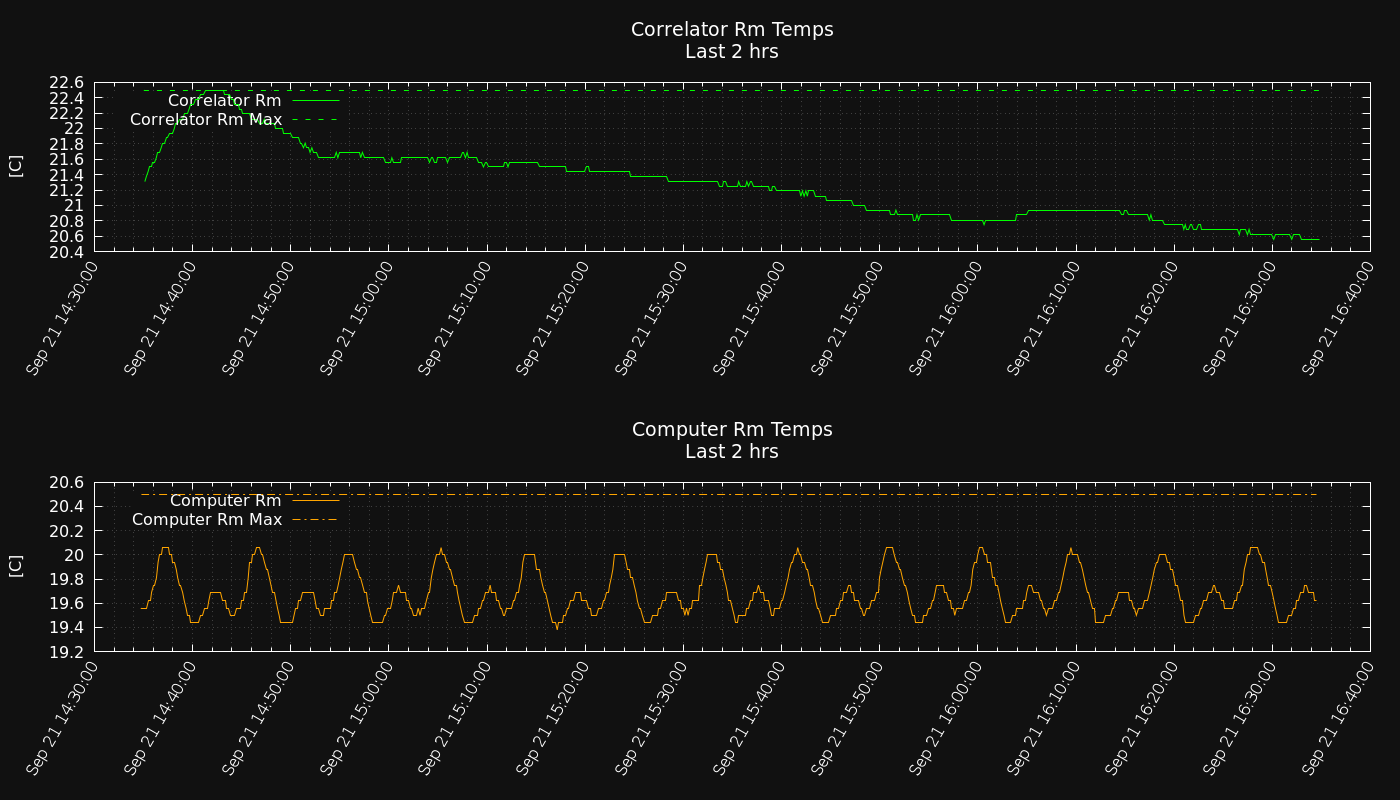 Correlator Rm Temps
Last 2 hrs
22.6
22.4
22.2
22
21.8
21.6
21.4
21.2
21
20.8
20.6
20.4
[C]
Correlator Rm
Correlator Rm Max
Sep 21 14:30:00
Sep 21 14:40:00
Sep 21 14:50:00
Sep 21 15:00:00
Sep 21 15:10:00
Sep 21 15:20:00
Sep 21 15:30:00
Sep 21 15:40:00
Sep 21 15:50:00
Sep 21 16:00:00
Sep 21 16:10:00
Sep 21 16:20:00
Sep 21 16:30:00
Sep 21 16:40:00
Computer Rm Temps
Last 2 hrs
20.6
20.4
20.2
20
19.8
19.6
19.4
19.2
[C]
Computer Rm
Computer Rm Max
Sep 21 14:30:00
Sep 21 14:40:00
Sep 21 14:50:00
Sep 21 15:00:00
Sep 21 15:10:00
Sep 21 15:20:00
Sep 21 15:30:00
Sep 21 15:40:00
Sep 21 15:50:00
Sep 21 16:00:00
Sep 21 16:10:00
Sep 21 16:20:00
Sep 21 16:30:00
Sep 21 16:40:00